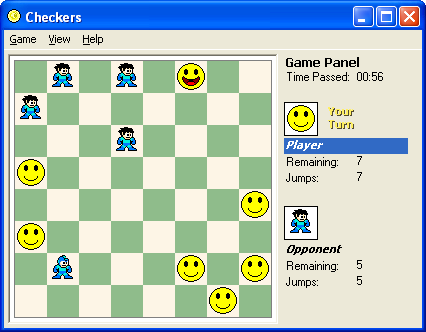 Checkers
Game View Help
Game Panel
Time Passed: 00:56
Your
Turn
Player
Remaining: 7
Jumps: 7
Opponent
Remaining: 5
Jumps: 5